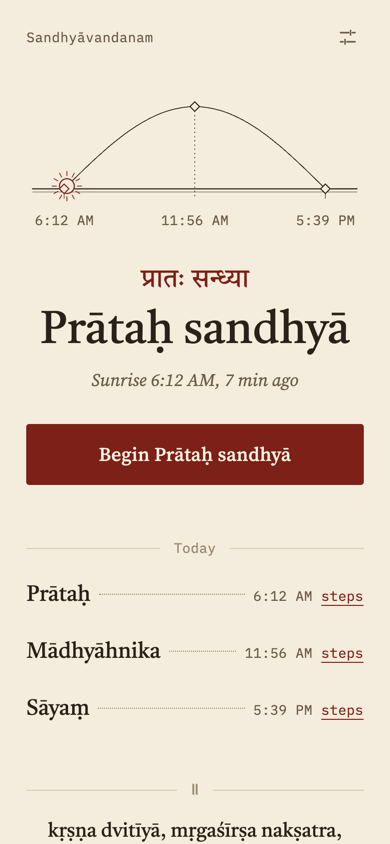 Sandhyāvandanam
6:12 AM 11:56 AM 5:39 PM
प्रातः सन्ध्या
Prātaḥ sandhyā
Sunrise 6:12 AM, 7 min ago
Begin Prātaḥ sandhyā
Today
Prātaḥ 6:12 AM steps
Mādhyāhnika 11:56 AM steps
Sāyaṃ 5:39 PM steps
॥
kṛṣṇa dvitīyā, mṛgaśīrṣa nakṣatra,